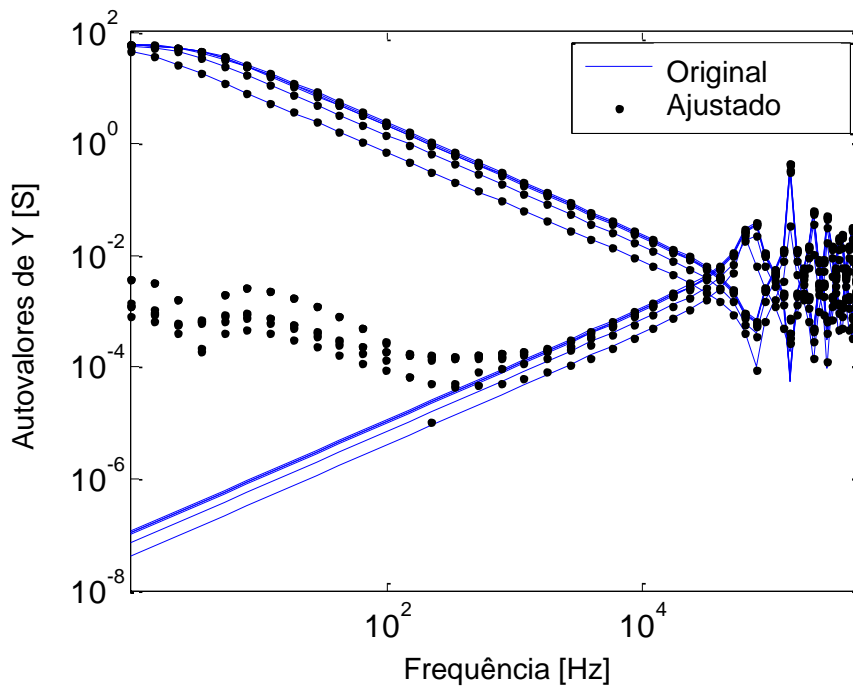 10^2
10^0
10^-2
10^-4
10^-6
10^-8
Autovalores de Y [S]
Original
Ajustado
10^2
10^4
Frequência [Hz]